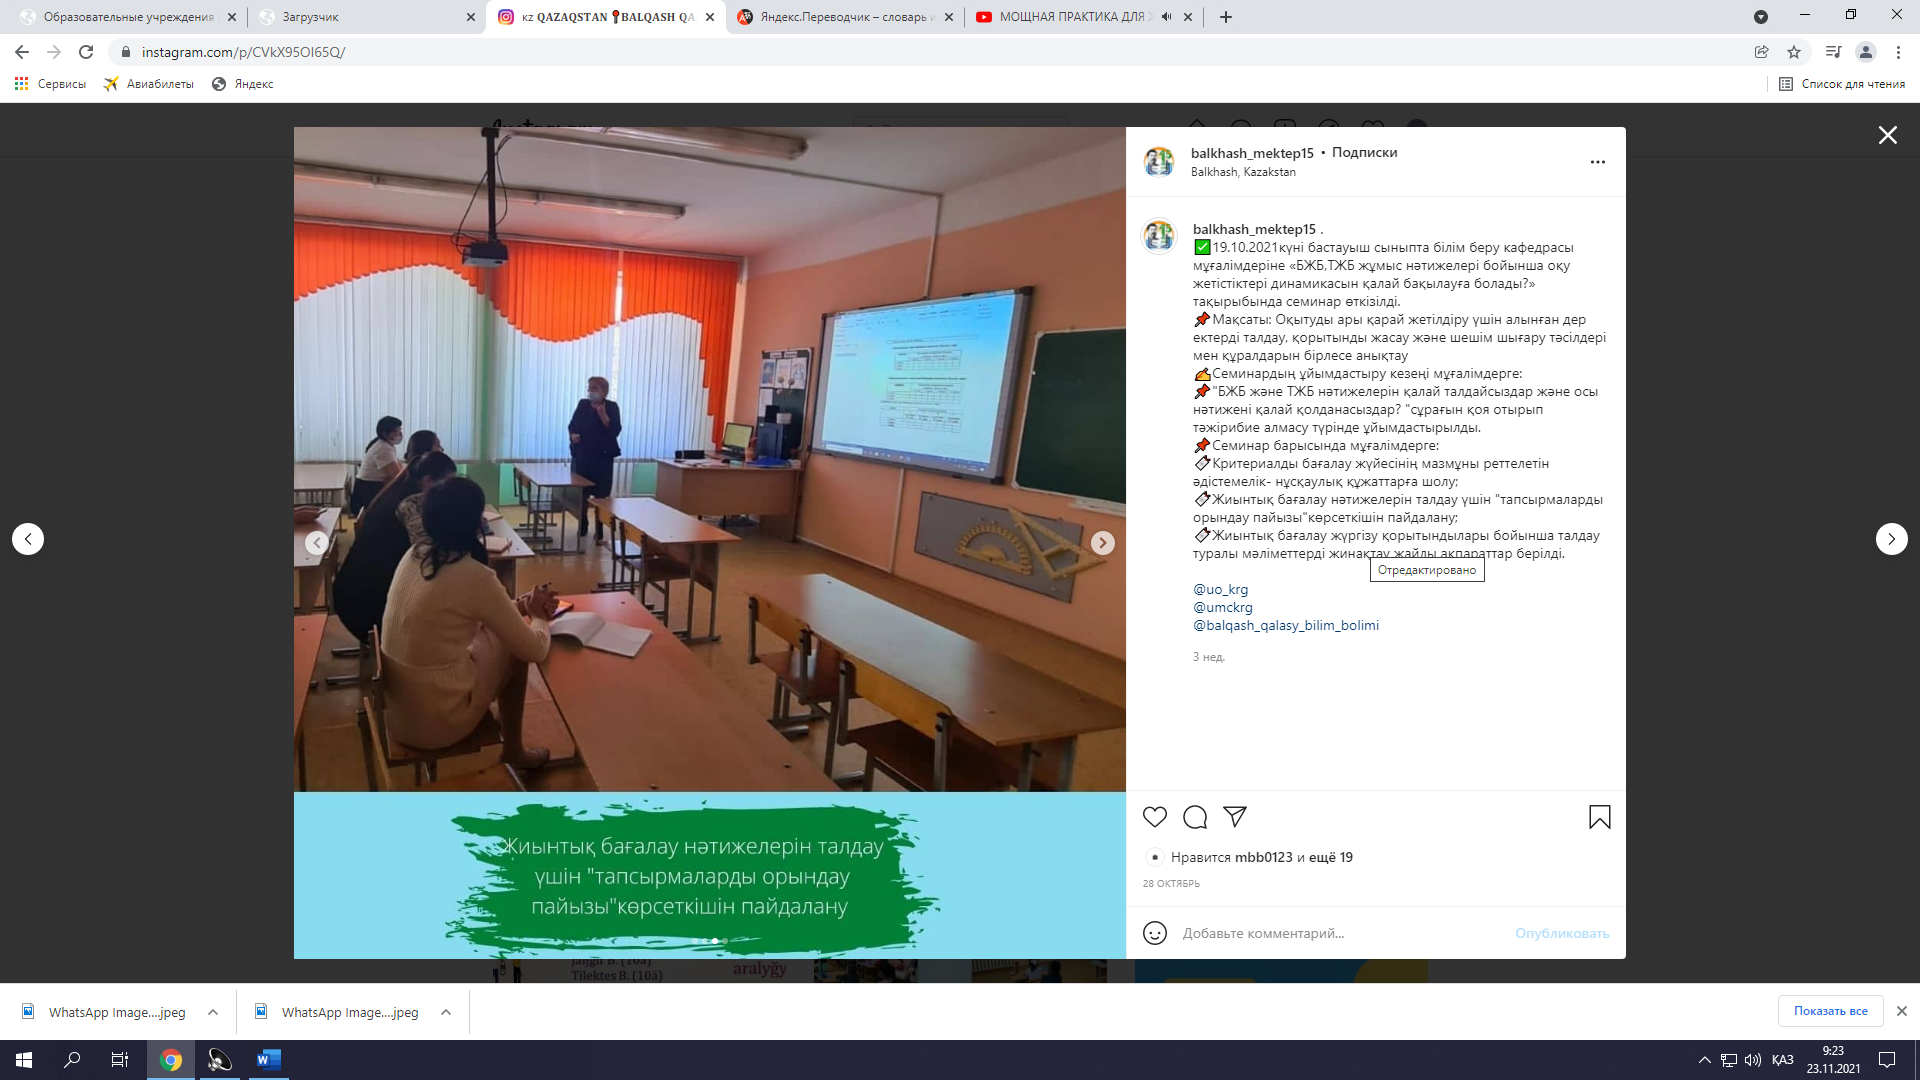 Образовательные учреждения
Загрузчик
KZ QAZAQSTAN 📍BALQASH QA
Яндекс.Переводчик – словарь и
МОЩНАЯ ПРАКТИКА ДЛЯ
instagram.com/p/CVkX95OI65Q/
Сервисы
Авиабилеты
Яндекс
Список для чтения
balkhash_mektep15 • Подписки
Balkhash, Kazakstan
balkhash_mektep15 .
✅19.10.2021күні бастауыш сыныпта білім беру кафедрасы
мұғалімдеріне «БЖБ,ТЖБ жұмыс нәтижелері бойынша оқу
жетістіктері динамикасын қалай бақылауға болады?»
тақырыбында семинар өткізілді.
📌Мақсаты: Оқытуды ары қарай жетілдіру үшін алынған дер
ектерді талдау, қорытынды жасау және шешім шығару тәсілдері
мен құралдарын бірлесе анықтау
✍Семинардың ұйымдастыру кезеңі мұғалімдерге:
📌"БЖБ және ТЖБ нәтижелерін қалай талдайсыздар және осы
нәтижені қалай қолданасыздар? "сұрағын қоя отырып
тәжірибие алмасу түрінде ұйымдастырылды.
📌Семинар барысында мұғалімдерге:
Критериалды бағалау жүйесінің мазмұны реттелетін
әдістемелік- нұсқаулық құжаттарға шолу;
Жиынтық бағалау нәтижелерін талдау үшін "тапсырмаларды
орындау пайызы"көрсеткішін пайдалану;
Жиынтық бағалау жүргізу қорытындылары бойынша талдау
туралы мәліметтерді жинақтау жайлы ақпараттар берілді.
Отредактировано
@uo_krg
@umckrg
@balqash_qalasy_bilim_bolimi
3 нед.
Жиынтық бағалау нәтижелерін талдау
үшін "тапсырмаларды орындау
пайызы"көрсеткішін пайдалану
Нравится mbb0123 и ещё 19
28 ОКТЯБРЬ
Добавьте комментарий...
Опубликовать
Jaңgir B. (10ä)
Tilektes B. (10ä)
aralyğy
WhatsApp Image....jpeg
WhatsApp Image....jpeg
Показать все
ҚАЗ
9:23
23.11.2021